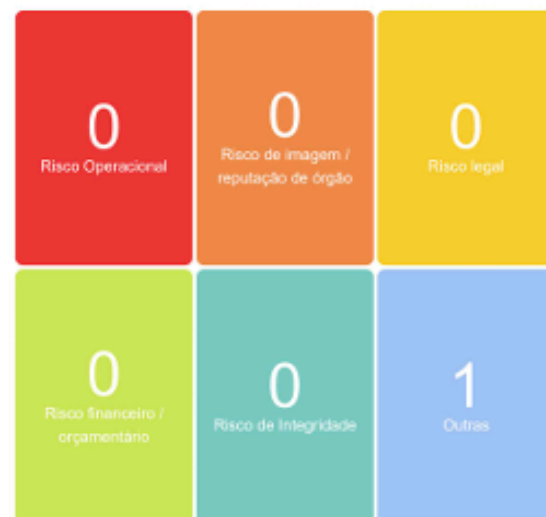 0
Risco Operacional
0
Risco de imagem /
reputação de órgão
0
Risco legal
0
Risco financeiro /
orçamentário
0
Risco de Integridade
1
Outras